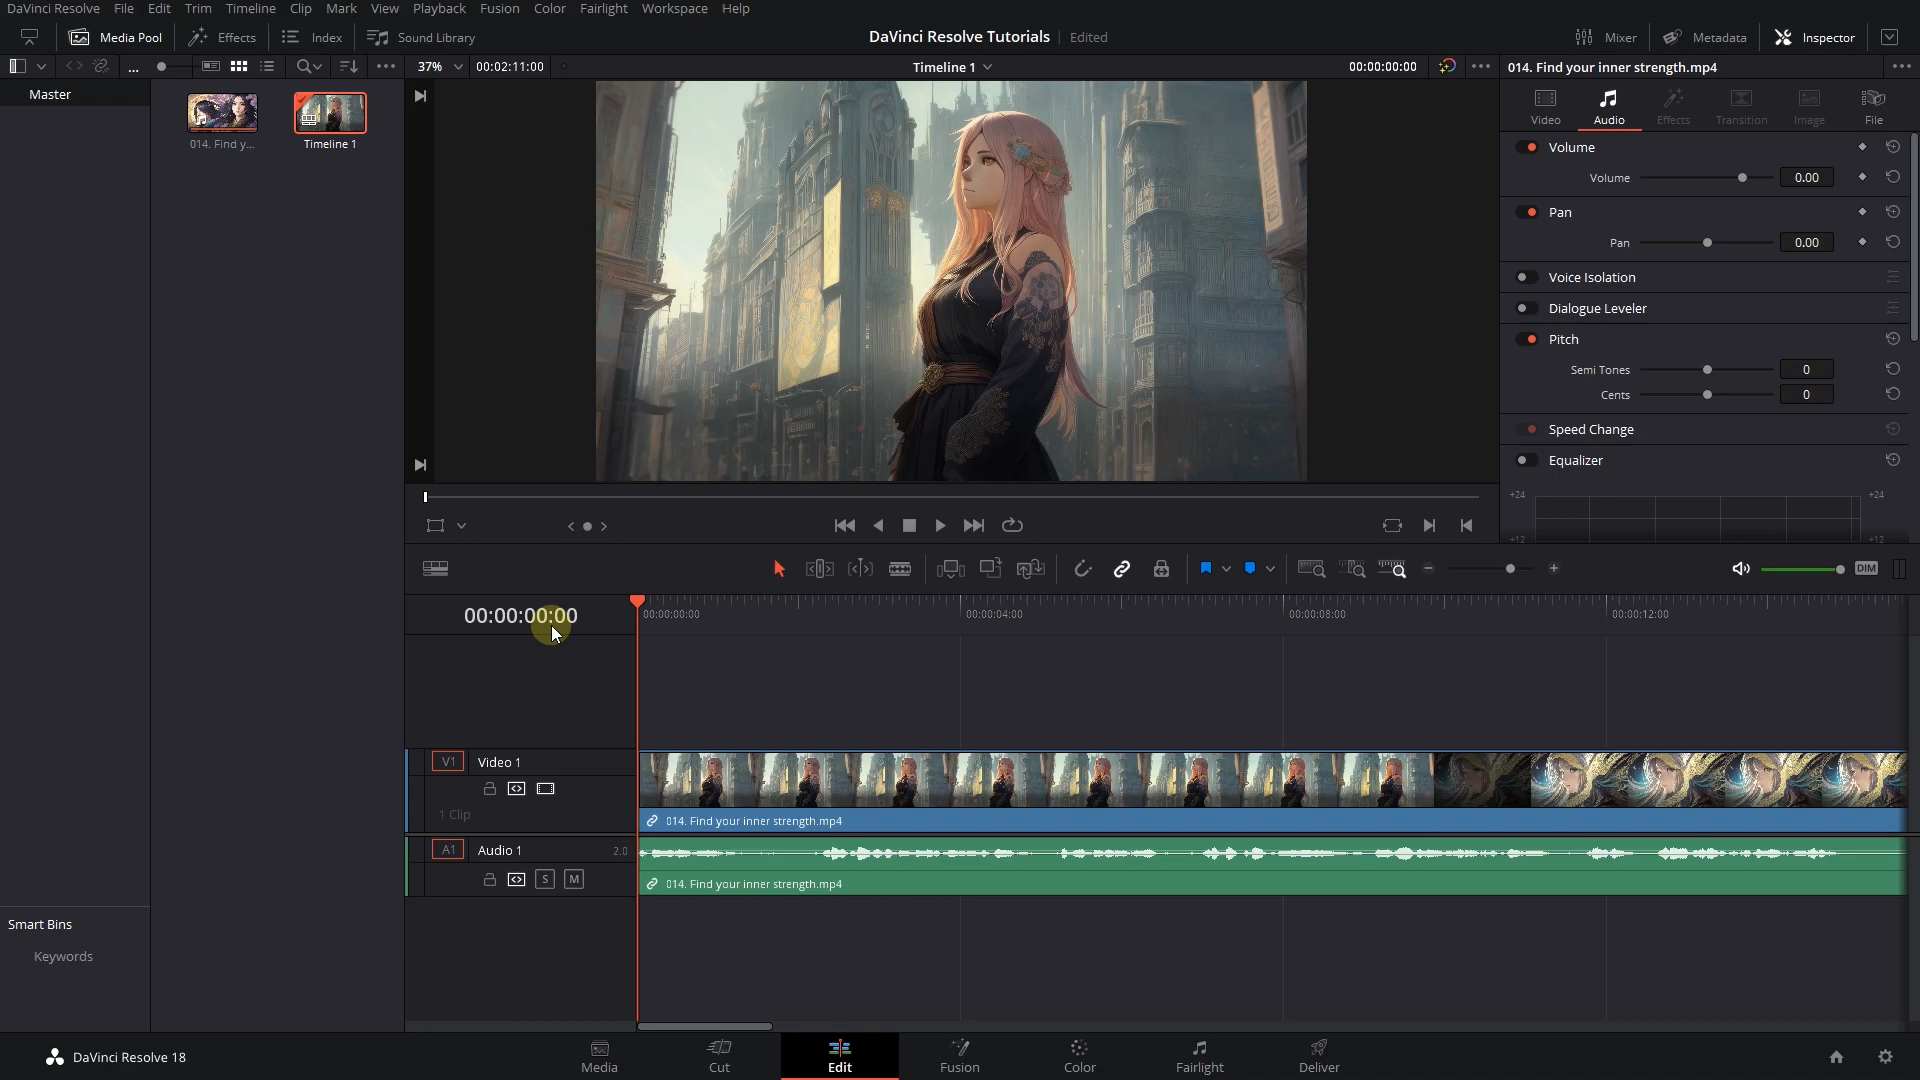 DaVinci Resolve File Edit Trim Timeline Clip Mark View Playback Fusion Color Fairlight Workspace Help
Media Pool Effects Index Sound Library DaVinci Resolve Tutorials Edited Mixer Metadata Inspector
37% 00:02:11:00 Timeline 1 00:00:00:00 014. Find your inner strength.mp4
Master
014. Find y...
Timeline 1
Video Audio Effects Transition Image File
Volume
Volume 0.00
Pan
Pan 0.00
Voice Isolation
Dialogue Leveler
Pitch
Semi Tones 0
Cents 0
Speed Change
Equalizer
+24 +24
+12 +12
DIM
00:00:00:00
00:00:00:00 00:00:04:00 00:00:08:00 00:00:12:00
V1 Video 1
1 Clip
014. Find your inner strength.mp4
A1 Audio 1 2.0
S M
014. Find your inner strength.mp4
Smart Bins
Keywords
DaVinci Resolve 18
Media Cut Edit Fusion Color Fairlight Deliver